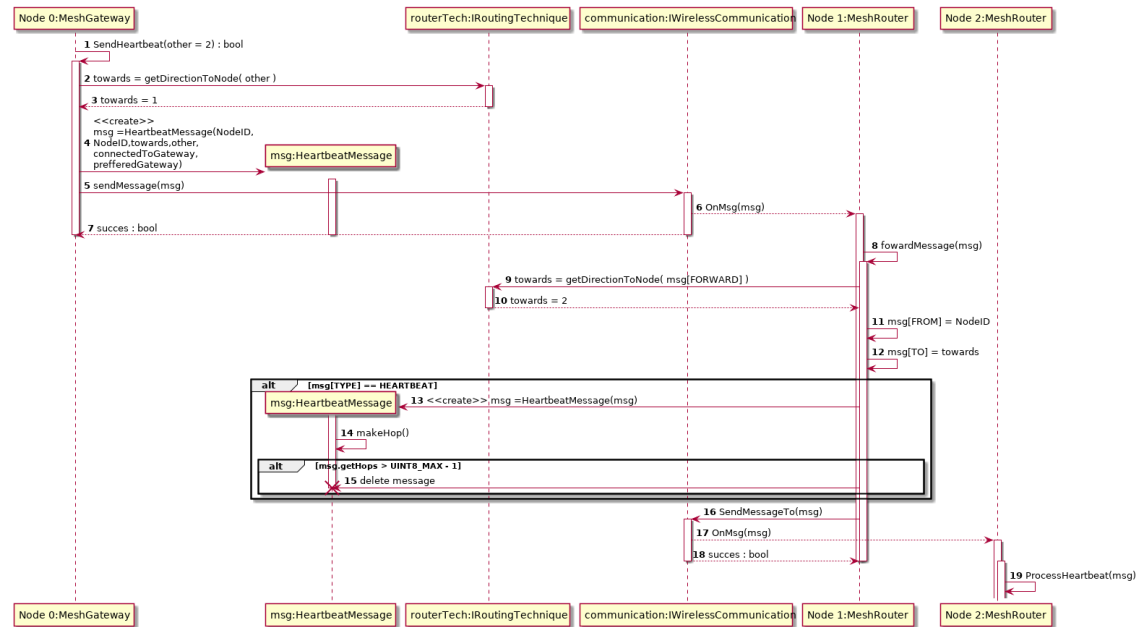 Node 0:MeshGateway
routerTech:IRoutingTechnique
communication:IWirelessCommunication
Node 1:MeshRouter
Node 2:MeshRouter
1 SendHeartbeat(other = 2) : bool
2 towards = getDirectionToNode( other )
3 towards = 1
<<create>>
msg =HeartbeatMessage(NodeID,
4 NodeID,towards,other,
connectedToGateway,
prefferedGateway)
msg:HeartbeatMessage
5 sendMessage(msg)
6 OnMsg(msg)
7 succes : bool
8 fowardMessage(msg)
9 towards = getDirectionToNode( msg[FORWARD] )
10 towards = 2
11 msg[FROM] = NodeID
12 msg[TO] = towards
alt [msg[TYPE] == HEARTBEAT]
msg:HeartbeatMessage
13 <<create>> msg =HeartbeatMessage(msg)
14 makeHop()
alt [msg.getHops > UINT8_MAX - 1]
15 delete message
16 SendMessageTo(msg)
17 OnMsg(msg)
18 succes : bool
19 ProcessHeartbeat(msg)
Node 0:MeshGateway
msg:HeartbeatMessage
routerTech:IRoutingTechnique
communication:IWirelessCommunication
Node 1:MeshRouter
Node 2:MeshRouter